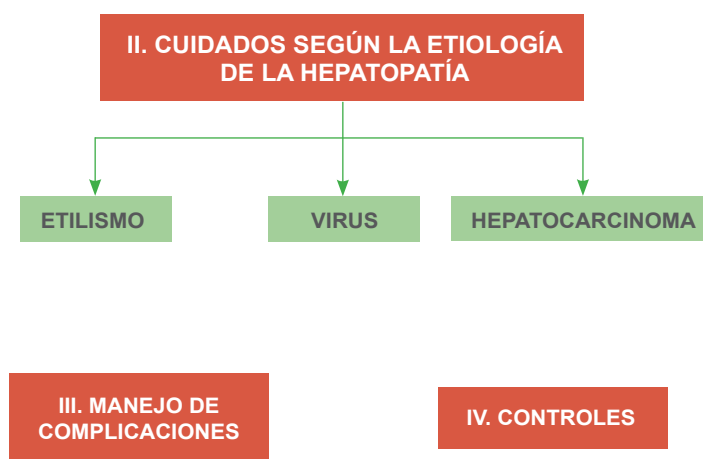 II. CUIDADOS SEGÚN LA ETIOLOGÍA
DE LA HEPATOPATÍA
ETILISMO
VIRUS
HEPATOCARCINOMA
III. MANEJO DE
COMPLICACIONES
IV. CONTROLES